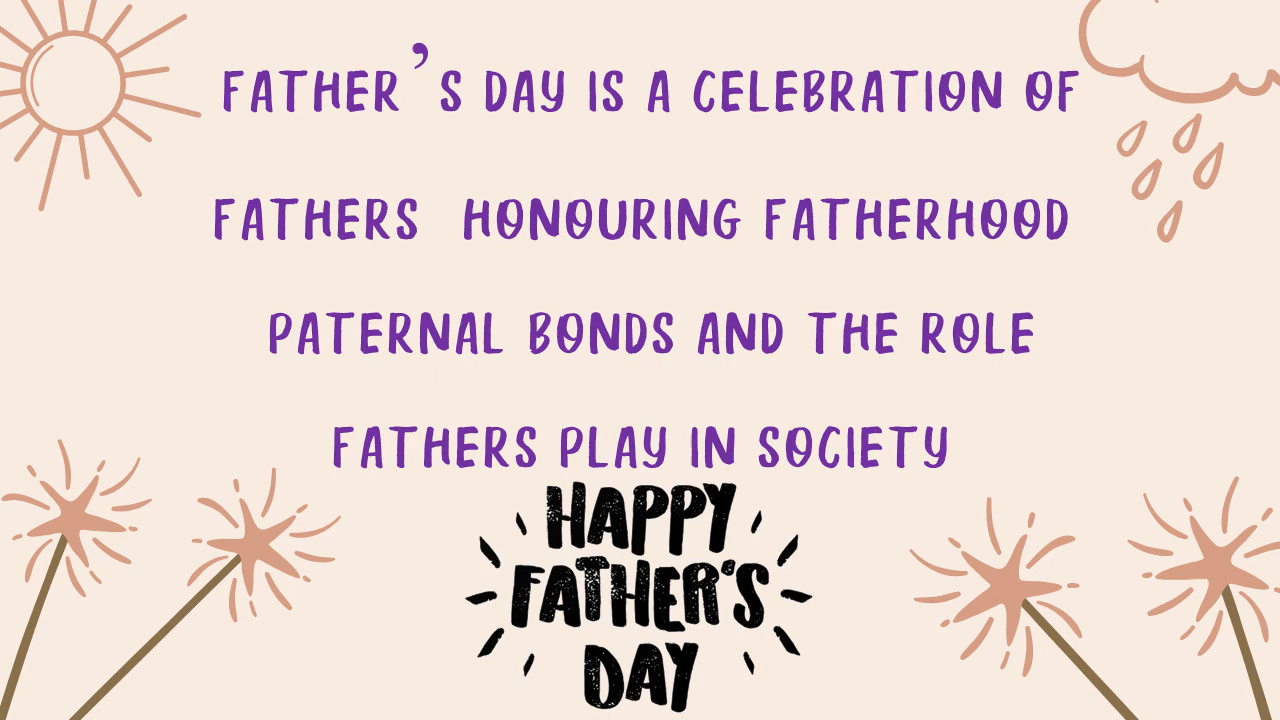 FATHER'S DAY IS A CELEBRATION OF
FATHERS HONOURING FATHERHOOD
PATERNAL BONDS AND THE ROLE
FATHERS PLAY IN SOCIETY
HAPPY
FATHER'S
DAY